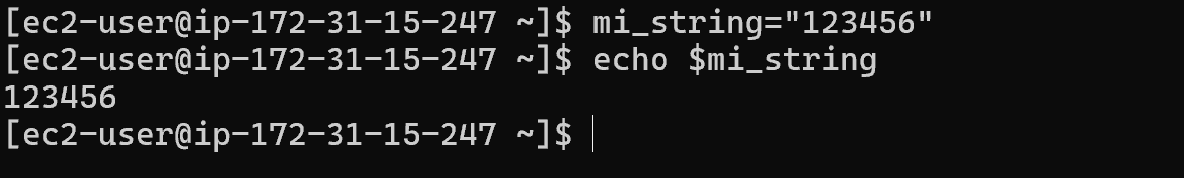 [ec2-user@ip-172-31-15-247 ~]$ mi_string="123456"
[ec2-user@ip-172-31-15-247 ~]$ echo $mi_string
123456
[ec2-user@ip-172-31-15-247 ~]$